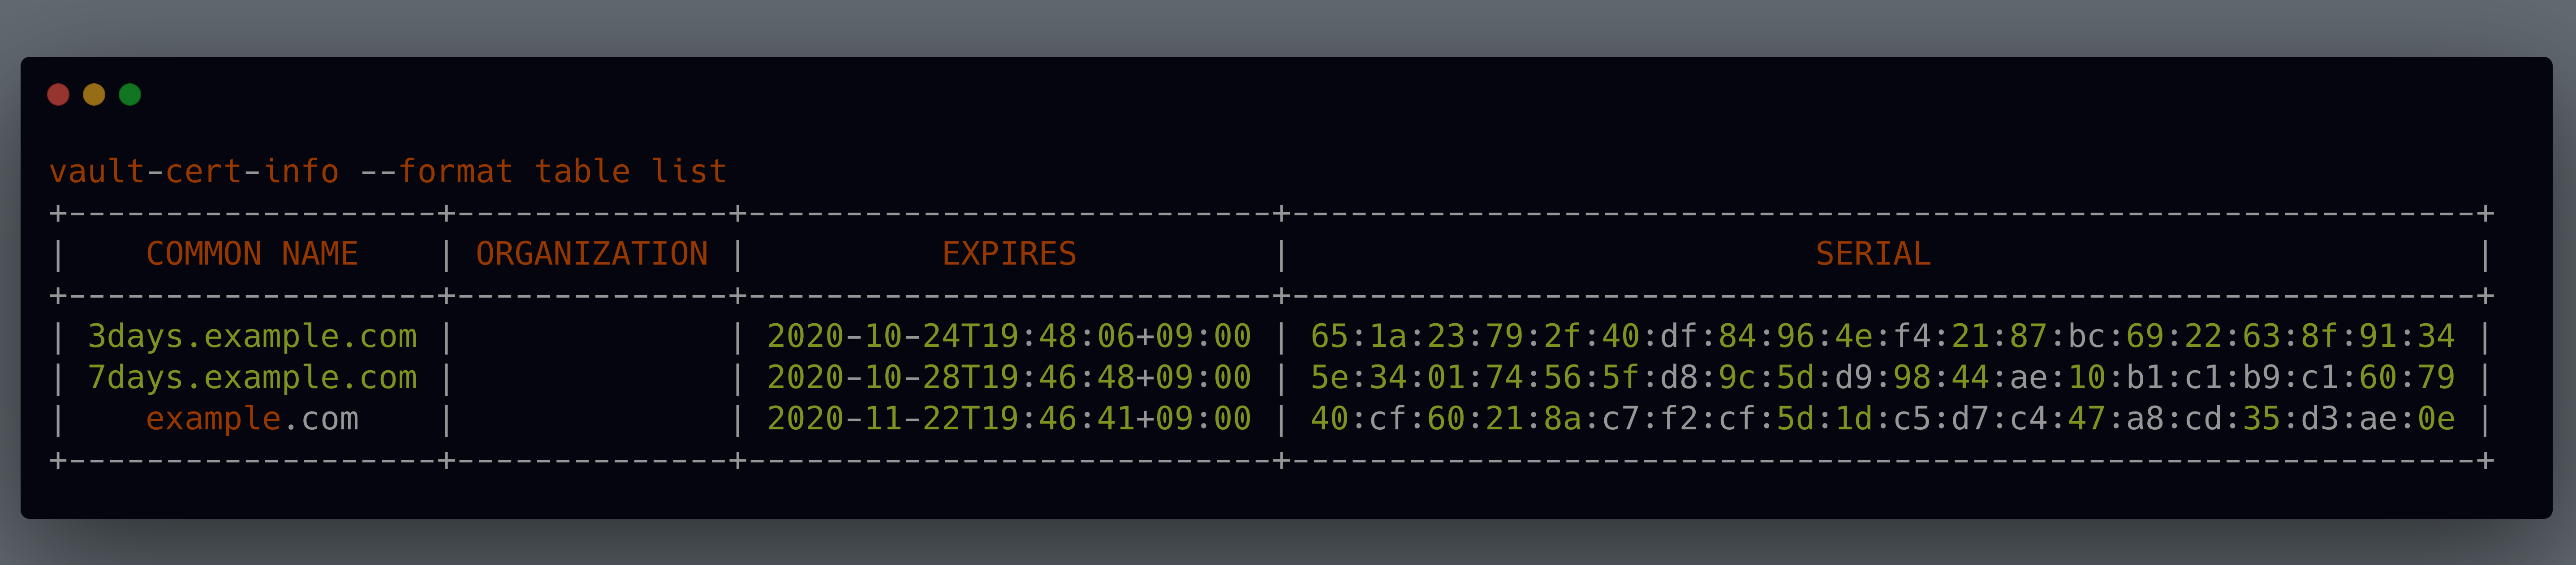 vault-cert-info --format table list
+-------------------+--------------+---------------------------+-------------------------------------------------------------+
|    COMMON NAME    | ORGANIZATION |          EXPIRES          |                           SERIAL                            |
+-------------------+--------------+---------------------------+-------------------------------------------------------------+
| 3days.example.com |              | 2020-10-24T19:48:06+09:00 | 65:1a:23:79:2f:40:df:84:96:4e:f4:21:87:bc:69:22:63:8f:91:34 |
| 7days.example.com |              | 2020-10-28T19:46:48+09:00 | 5e:34:01:74:56:5f:d8:9c:5d:d9:98:44:ae:10:b1:c1:b9:c1:60:79 |
|    example.com    |              | 2020-11-22T19:46:41+09:00 | 40:cf:60:21:8a:c7:f2:cf:5d:1d:c5:d7:c4:47:a8:cd:35:d3:ae:0e |
+-------------------+--------------+---------------------------+-------------------------------------------------------------+